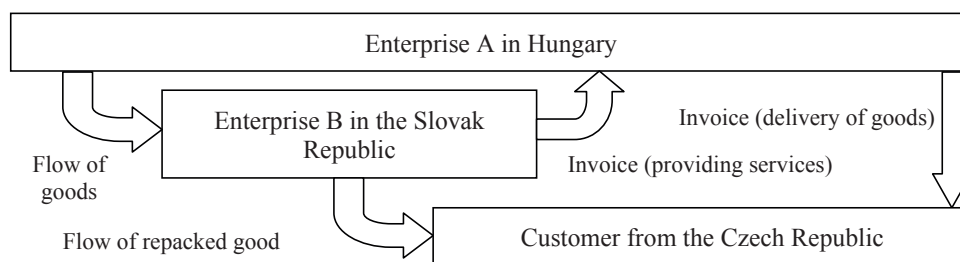 Enterprise A in Hungary
Enterprise B in the Slovak
Republic
Invoice (delivery of goods)
Flow of
goods
Invoice (providing services)
Flow of repacked good
Customer from the Czech Republic